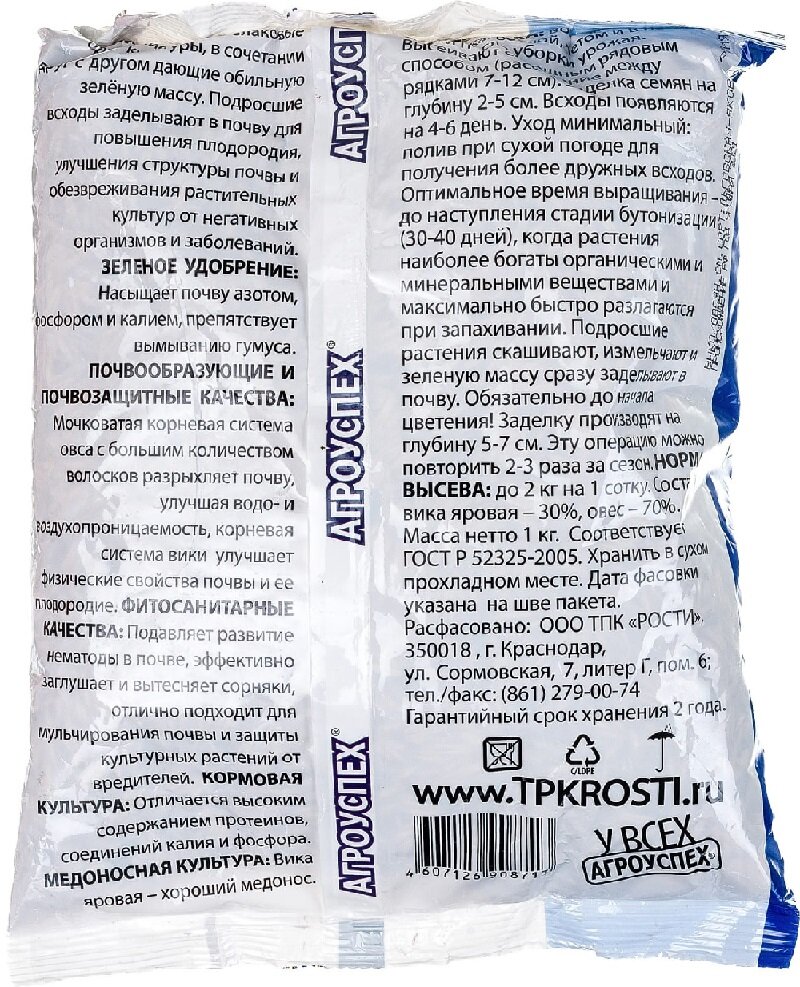 в сочетании
с другом дающие обильную
зелёную массу. Подросшие
всходы заделывают в почву для
повышения плодородия,
улучшения структуры почвы и
обезвреживания растительных
культур от негативных
организмов и заболеваний.
ЗЕЛЕНОЕ УДОБРЕНИЕ:
Насыщает почву азотом,
фосфором и калием, препятствует
вымыванию гумуса.
ПОЧВООБРАЗУЮЩИЕ И
ПОЧВОЗАЩИТНЫЕ КАЧЕСТВА:
Мочковатая корневая система
овса с большим количеством
волосков разрыхляет почву,
улучшая водо- и
воздухопроницаемость, корневая
система вики улучшает
физические свойства почвы и ее
плодородие. ФИТОСАНИТАРНЫЕ
КАЧЕСТВА: Подавляет развитие
нематоды в почве, эффективно
заглушает и вытесняет сорняки,
отлично подходит для
мульчирования почвы и защиты
культурных растений от
вредителей. КОРМОВАЯ
КУЛЬТУРА: Отличается высоким
содержанием протеинов,
соединений калия и фосфора.
МЕДОНОСНАЯ КУЛЬТУРА: Вика
яровая – хороший медонос.
АГРОУСПЕХ
АГРОУСПЕХ®
АГРОУСПЕХ®
урожая
способом рядовым
рядками 7-12 см). Заделка семян на
глубину 2-5 см. Всходы появляются
на 4-6 день. Уход минимальный:
полив при сухой погоде для
получения более дружных всходов.
Оптимальное время выращивания –
до наступления стадии бутонизации
(30-40 дней), когда растения
наиболее богаты органическими и
минеральными веществами и
максимально быстро разлагаются
при запахивании. Подросшие
растения скашивают, измельчают и
зеленую массу сразу заделывают в
почву. Обязательно до начала
цветения! Заделку производят на
глубину 5-7 см. Эту операцию можно
повторить 2-3 раза за сезон. НОРМ
ВЫСЕВА: до 2 кг на 1 сотку. Соста
вика яровая – 30%, овес – 70%.
Масса нетто 1 кг. Соответствует
ГОСТ Р 52325-2005. Хранить в сухом
прохладном месте. Дата фасовки
указана на шве пакета.
Расфасовано: ООО ТПК «РОСТИ»,
350018 , г. Краснодар,
ул. Сормовская, 7, литер Г, пом. 6;
тел./факс: (861) 279-00-74
Гарантийный срок хранения 2 года.
C/LDPE
www.TPKROSTI.ru
У ВСЕХ
АГРОУСПЕХ®